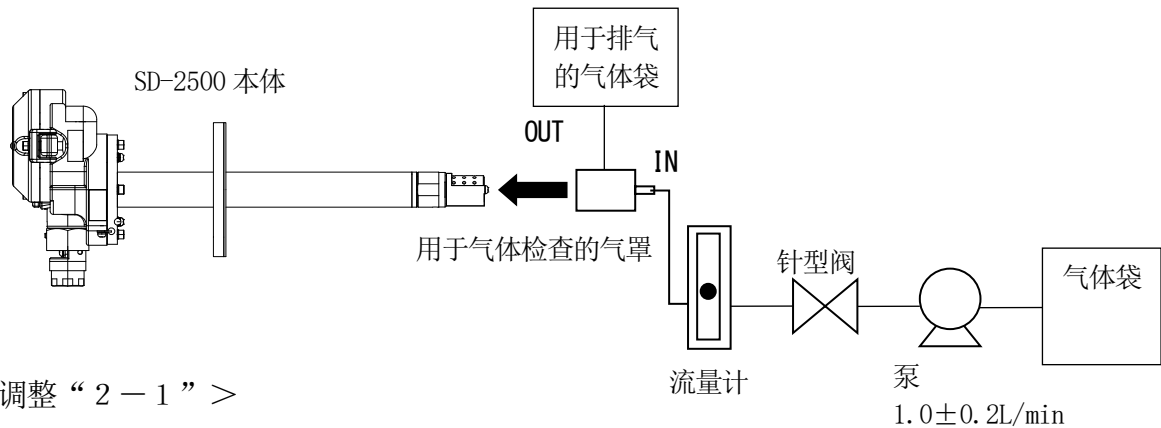 用于排气
的气体袋
SD-2500 本体
OUT
IN
用于气体检查的气罩
针型阀
气体袋
流量计
泵
1.0±0.2L/min
调整“２－１”＞